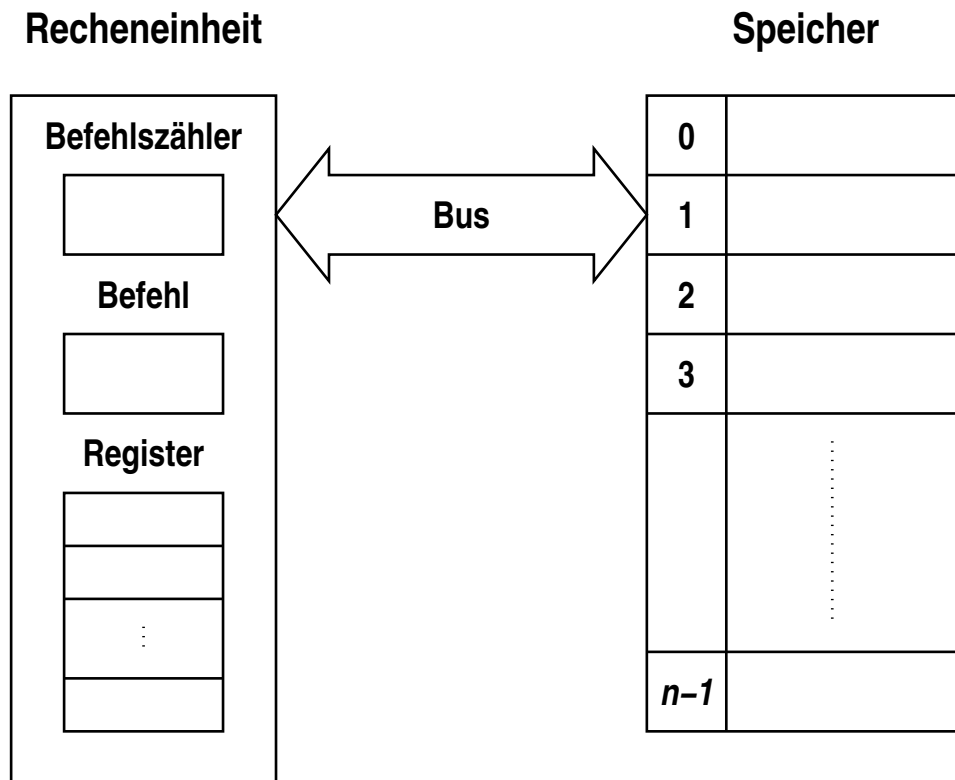 Recheneinheit
Speicher
Befehlszähler
Bus
Befehl
Register
0
1
2
3
n–1